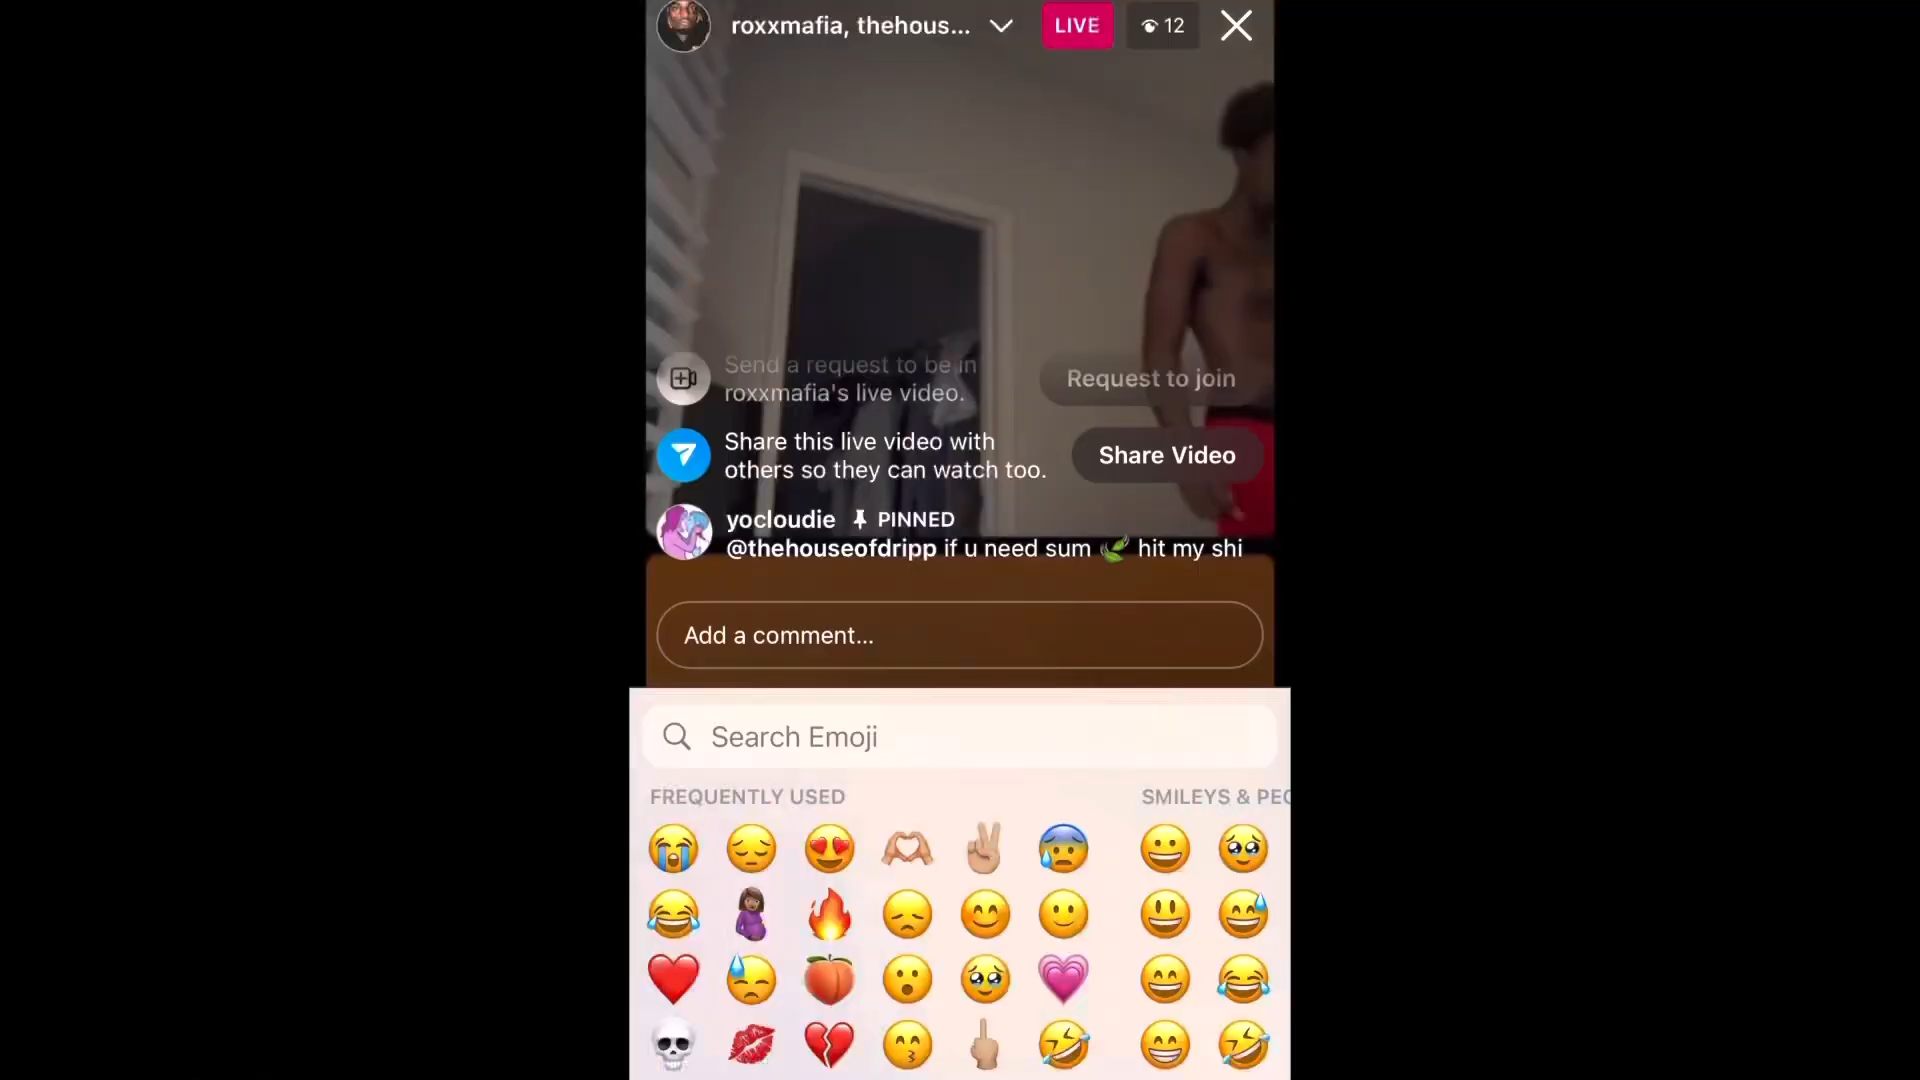 roxxmafia, thehous...
LIVE
12
Send a request to be in
roxxmafia's live video.
Request to join
Share this live video with
others so they can watch too.
Share Video
yocloudie PINNED
@thehouseofdripp if u need sum 🌿 hit my shi
Add a comment...
Search Emoji
FREQUENTLY USED
SMILEYS & PEO